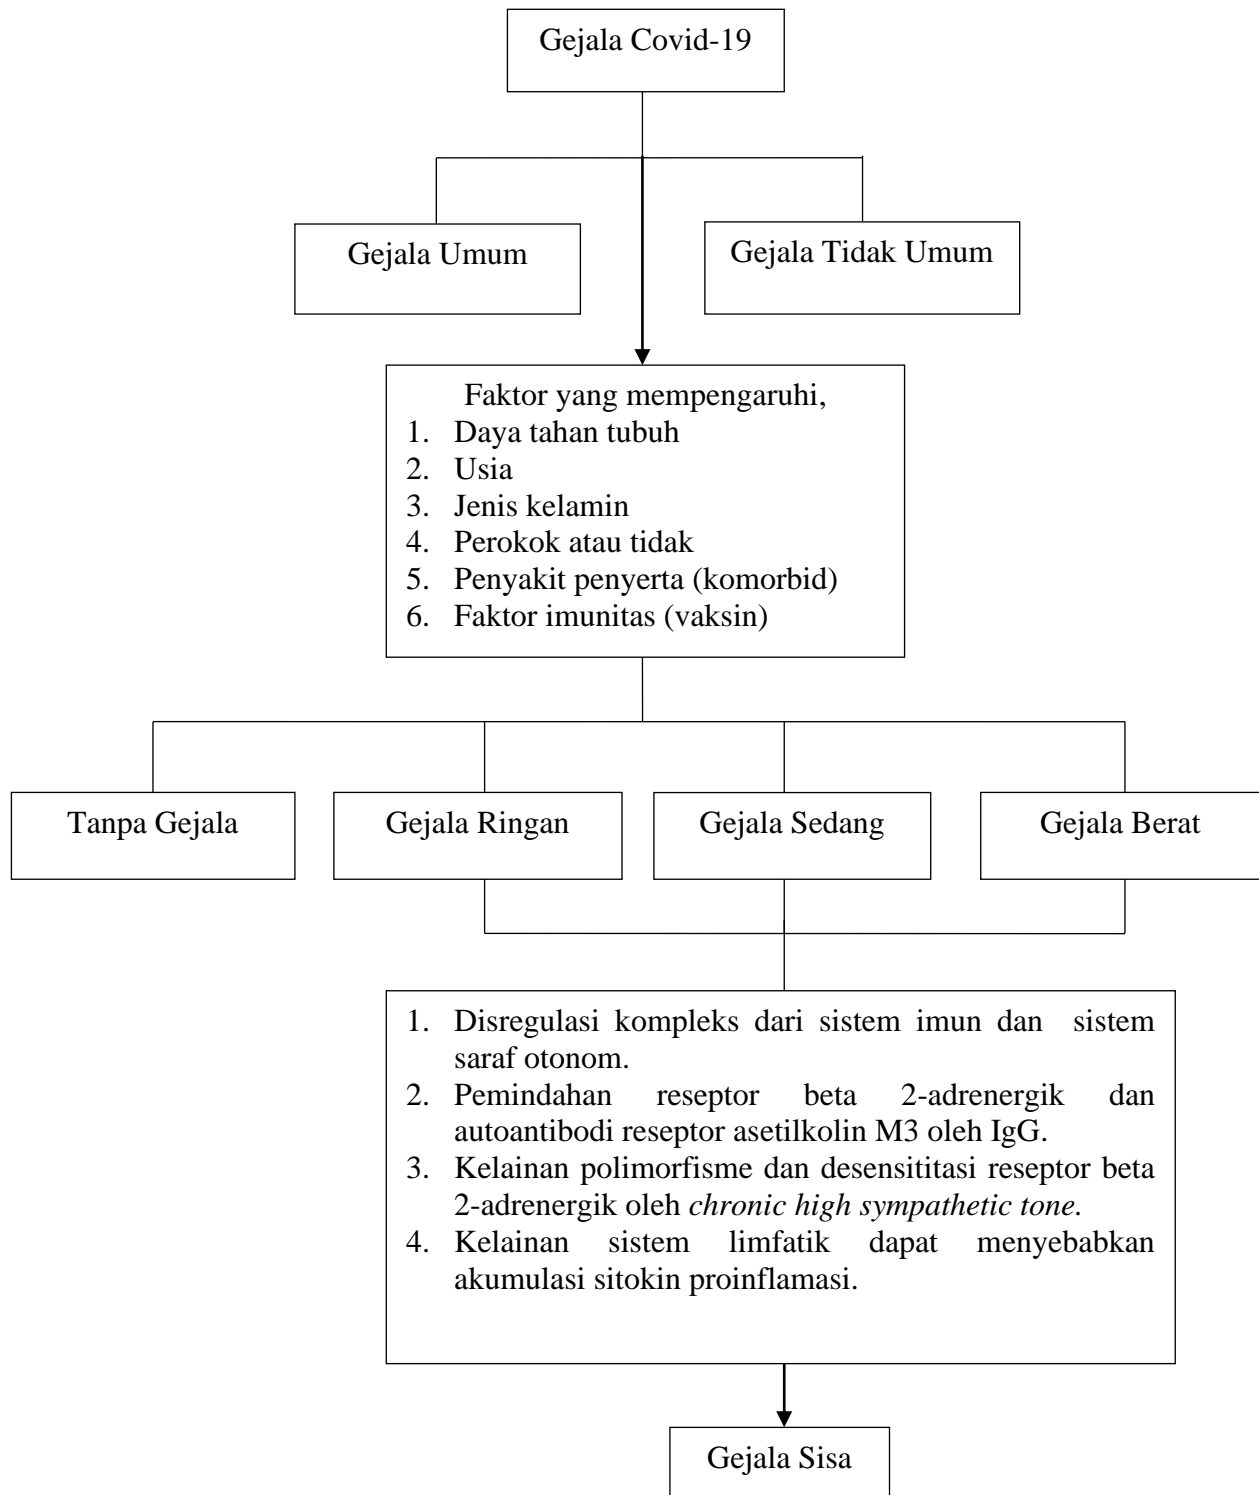 Gejala Covid-19
Gejala Umum
Gejala Tidak Umum
Faktor yang mempengaruhi,
1. Daya tahan tubuh
2. Usia
3. Jenis kelamin
4. Perokok atau tidak
5. Penyakit penyerta (komorbid)
6. Faktor imunitas (vaksin)
Tanpa Gejala
Gejala Ringan
Gejala Sedang
Gejala Berat
1. Disregulasi kompleks dari sistem imun dan sistem
saraf otonom.
2. Pemindahan reseptor beta 2-adrenergik dan
autoantibodi reseptor asetilkolin M3 oleh IgG.
3. Kelainan polimorfisme dan desensititasi reseptor beta
2-adrenergik oleh chronic high sympathetic tone.
4. Kelainan sistem limfatik dapat menyebabkan
akumulasi sitokin proinflamasi.
Gejala Sisa